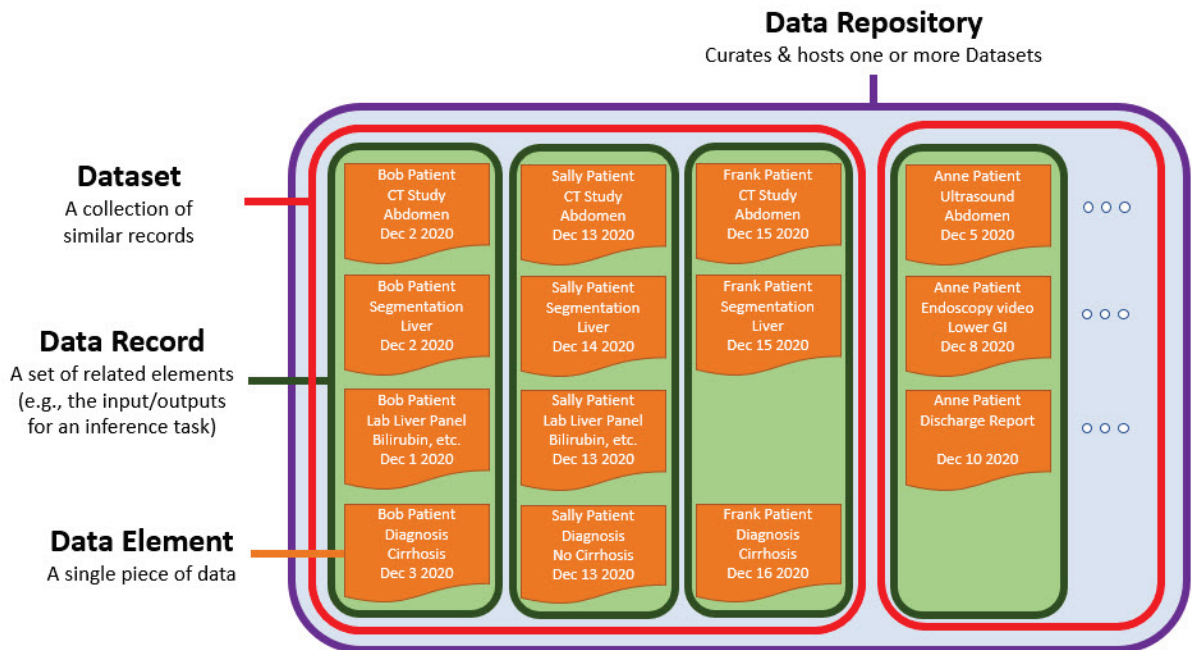 Data Repository
Curates & hosts one or more Datasets
Dataset
A collection of
similar records
Data Record
A set of related elements
(e.g., the input/outputs
for an inference task)
Data Element
A single piece of data
Bob Patient
CT Study
Abdomen
Dec 2 2020
Bob Patient
Segmentation
Liver
Dec 2 2020
Bob Patient
Lab Liver Panel
Bilirubin, etc.
Dec 1 2020
Bob Patient
Diagnosis
Cirrhosis
Dec 3 2020
Sally Patient
CT Study
Abdomen
Dec 13 2020
Sally Patient
Segmentation
Liver
Dec 14 2020
Sally Patient
Lab Liver Panel
Bilirubin, etc.
Dec 13 2020
Sally Patient
Diagnosis
No Cirrhosis
Dec 13 2020
Frank Patient
CT Study
Abdomen
Dec 15 2020
Frank Patient
Segmentation
Liver
Dec 15 2020
Frank Patient
Diagnosis
Cirrhosis
Dec 16 2020
Anne Patient
Ultrasound
Abdomen
Dec 5 2020
Anne Patient
Endoscopy video
Lower GI
Dec 8 2020
Anne Patient
Discharge Report
Dec 10 2020